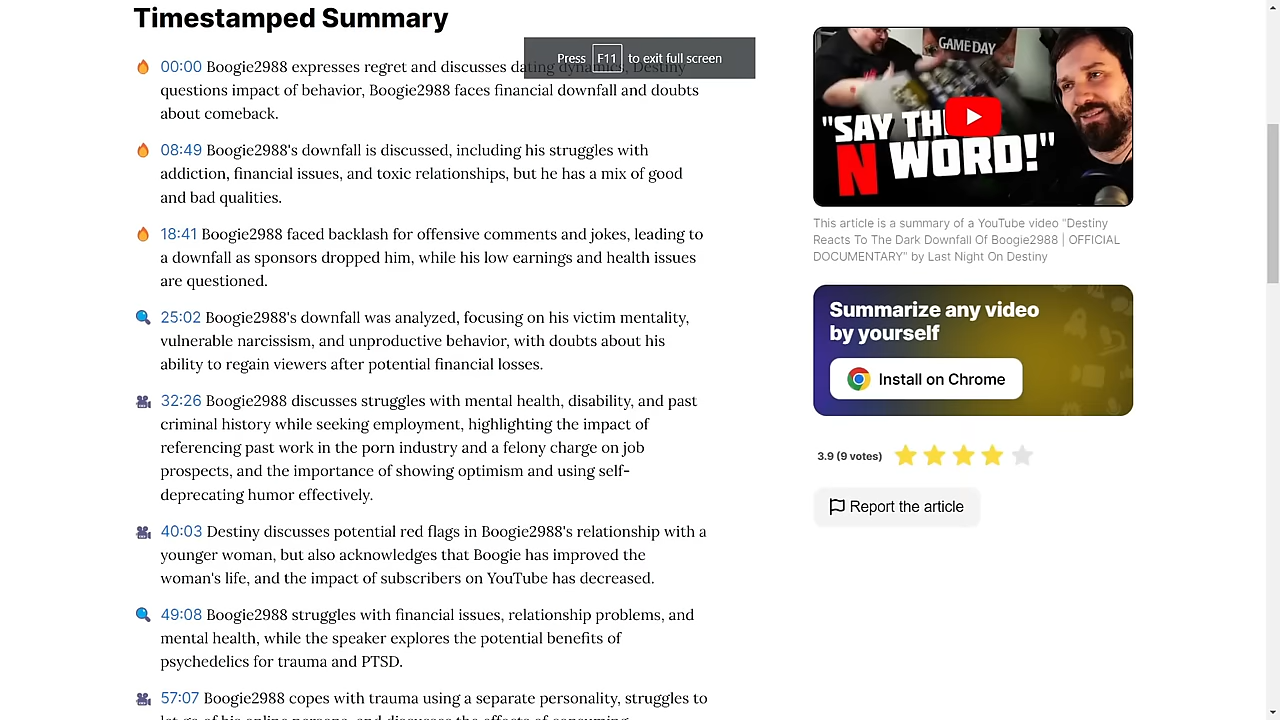 Timestamped Summary
00:00 Boogie2988 expresses regret and discusses dating dynamics. Destiny
questions impact of behavior, Boogie2988 faces financial downfall and doubts
about comeback.
08:49 Boogie2988's downfall is discussed, including his struggles with
addiction, financial issues, and toxic relationships, but he has a mix of good
and bad qualities.
18:41 Boogie2988 faced backlash for offensive comments and jokes, leading to
a downfall as sponsors dropped him, while his low earnings and health issues
are questioned.
25:02 Boogie2988's downfall was analyzed, focusing on his victim mentality,
vulnerable narcissism, and unproductive behavior, with doubts about his
ability to regain viewers after potential financial losses.
32:26 Boogie2988 discusses struggles with mental health, disability, and past
criminal history while seeking employment, highlighting the impact of
referencing past work in the porn industry and a felony charge on job
prospects, and the importance of showing optimism and using self-
deprecating humor effectively.
40:03 Destiny discusses potential red flags in Boogie2988's relationship with a
younger woman, but also acknowledges that Boogie has improved the
woman's life, and the impact of subscribers on YouTube has decreased.
49:08 Boogie2988 struggles with financial issues, relationship problems, and
mental health, while the speaker explores the potential benefits of
psychedelics for trauma and PTSD.
57:07 Boogie2988 copes with trauma using a separate personality, struggles to
let go of his online persona, and discusses the effects of consuming
Press F11 to exit full screen
GAME DAY
"SAY TH
N WORD!"
This article is a summary of a YouTube video "Destiny
Reacts To The Dark Downfall Of Boogie2988 | OFFICIAL
DOCUMENTARY" by Last Night On Destiny
Summarize any video
by yourself
Install on Chrome
3.9 (9 votes)
Report the article